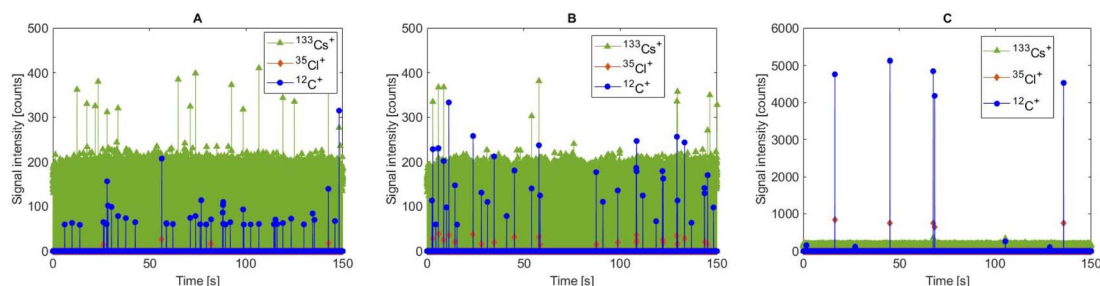 A
500
400
300
200
100
0
0 50 100 150
Signal intensity [counts]
Time [s]
133Cs+
35Cl+
12C+
B
500
400
300
200
100
0
0 50 100 150
Signal intensity [counts]
Time [s]
133Cs+
35Cl+
12C+
C
6000
5000
4000
3000
2000
1000
0
0 50 100 150
Signal intensity [counts]
Time [s]
133Cs+
35Cl+
12C+